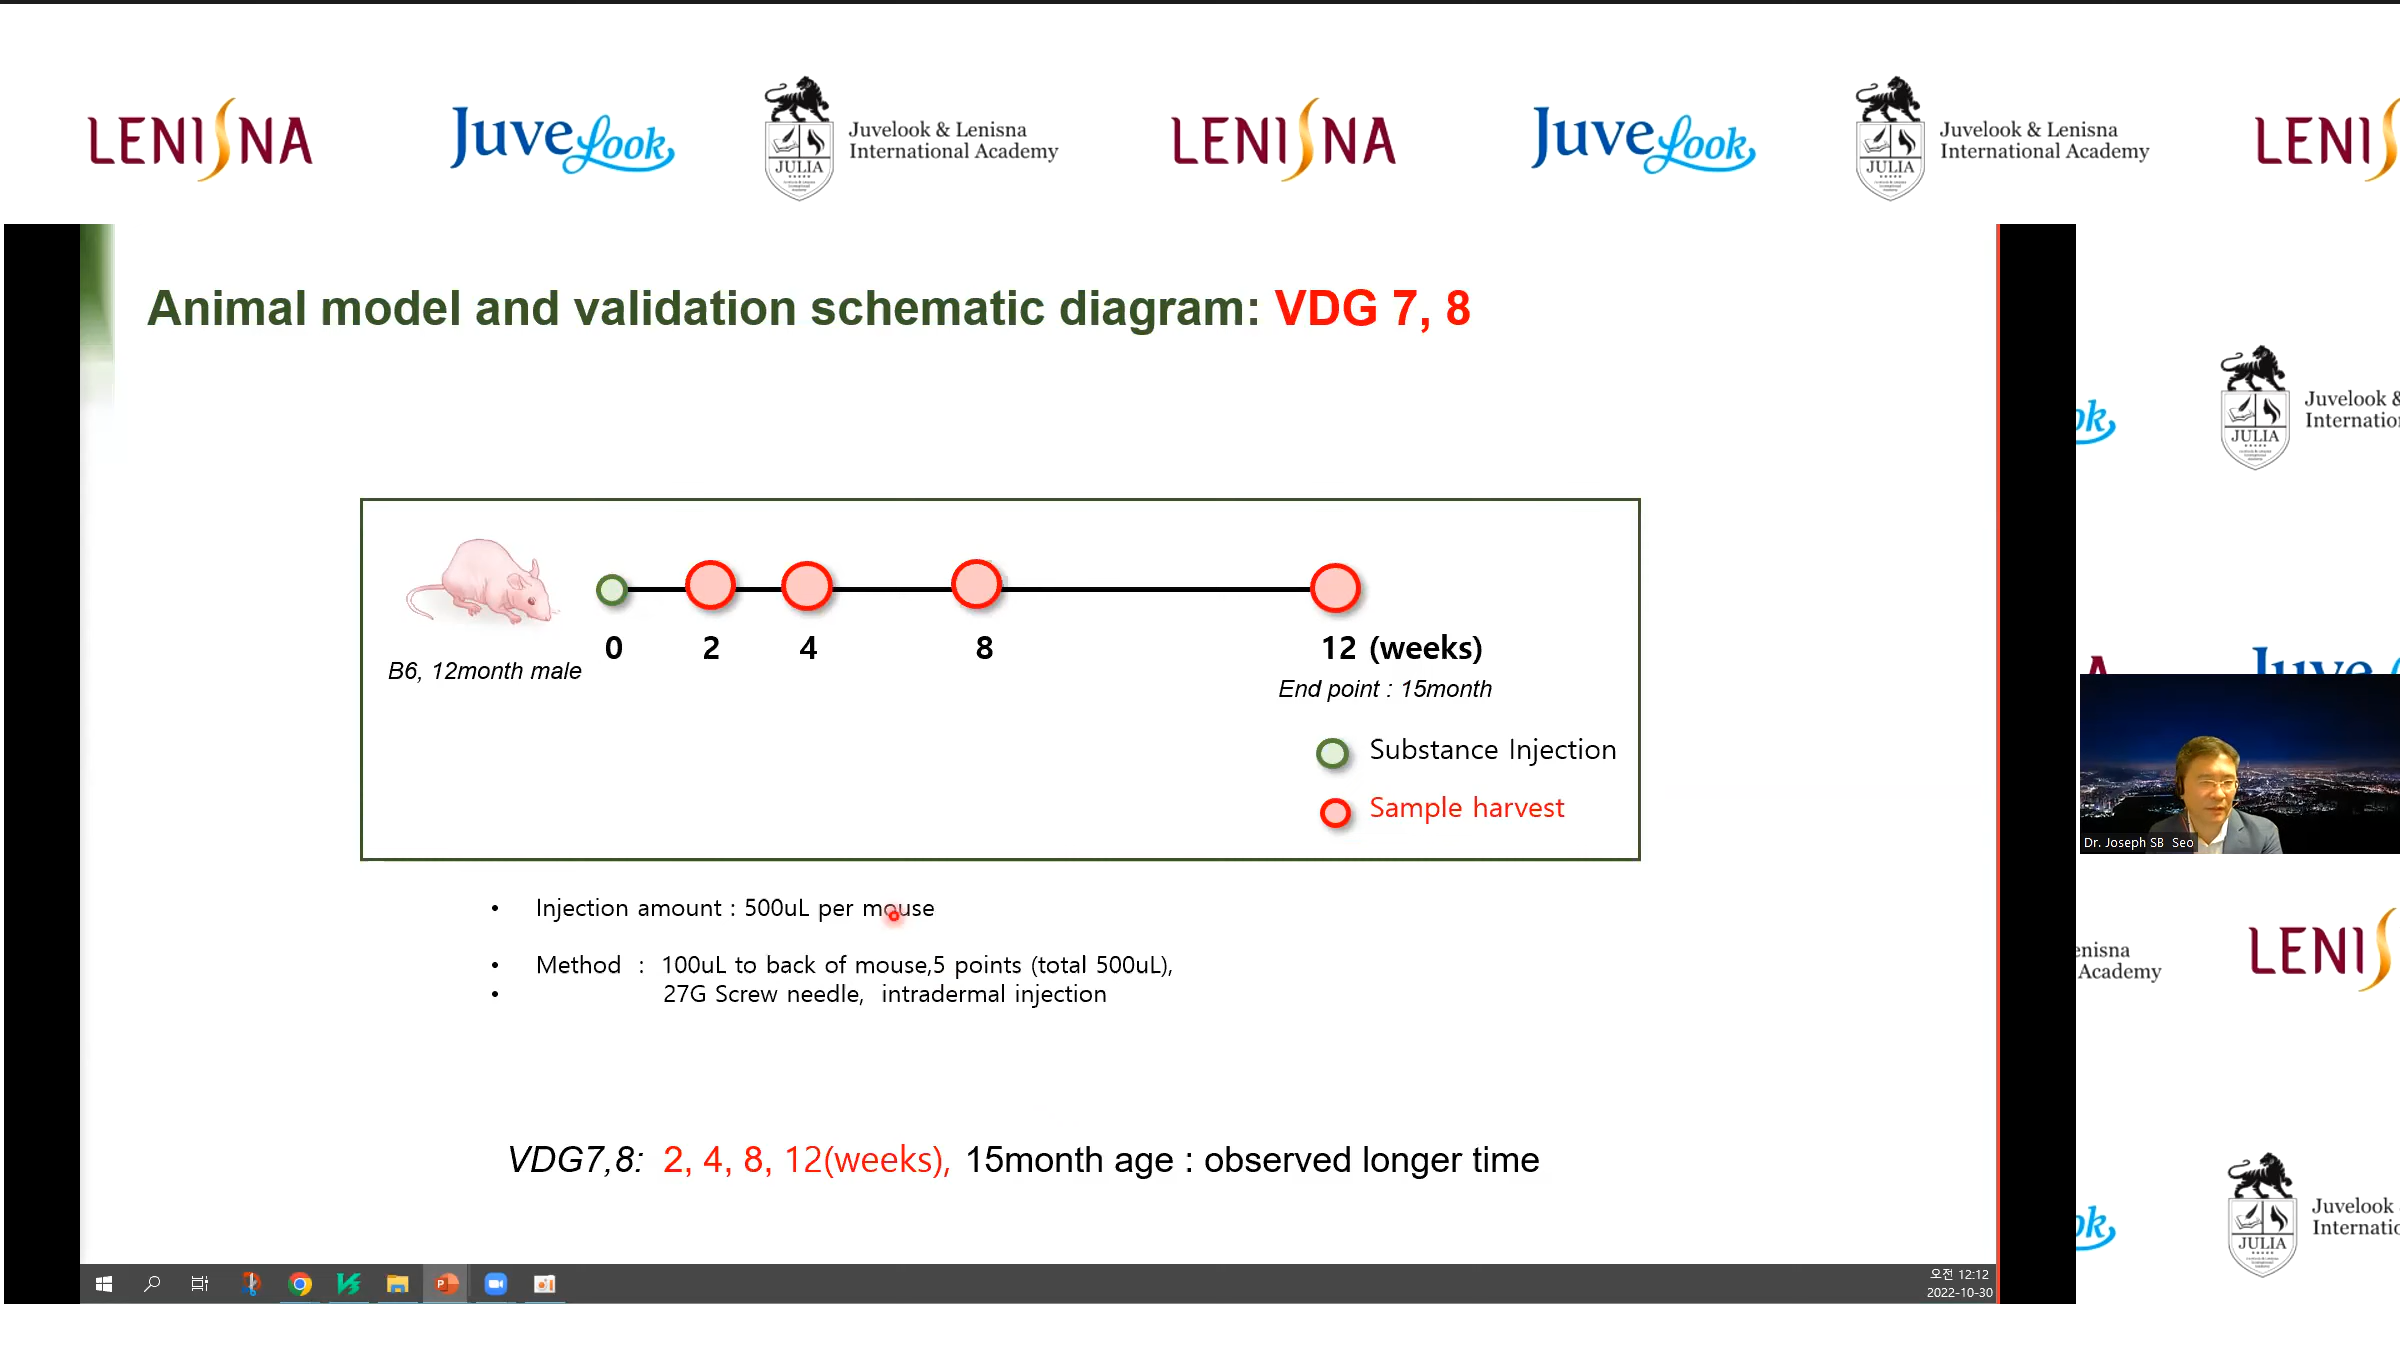 LENISNA JuveLook JULIA Juvelook & Lenisna International Academy LENISNA JuveLook JULIA Juvelook & Lenisna International Academy LENIS
Animal model and validation schematic diagram: VDG 7, 8
B6, 12month male
0 2 4 8 12 (weeks)
End point : 15month
Substance Injection
Sample harvest
• Injection amount : 500uL per mouse
• Method : 100uL to back of mouse,5 points (total 500uL),
• 27G Screw needle, intradermal injection
VDG7,8: 2, 4, 8, 12(weeks), 15month age : observed longer time
오전 12:12
2022-10-30
ok JULIA Juvelook &
Internatio
A Juve
Dr. Joseph SB Seo
enisna
Academy
LENIS
ok JULIA Juvelook
Internatio